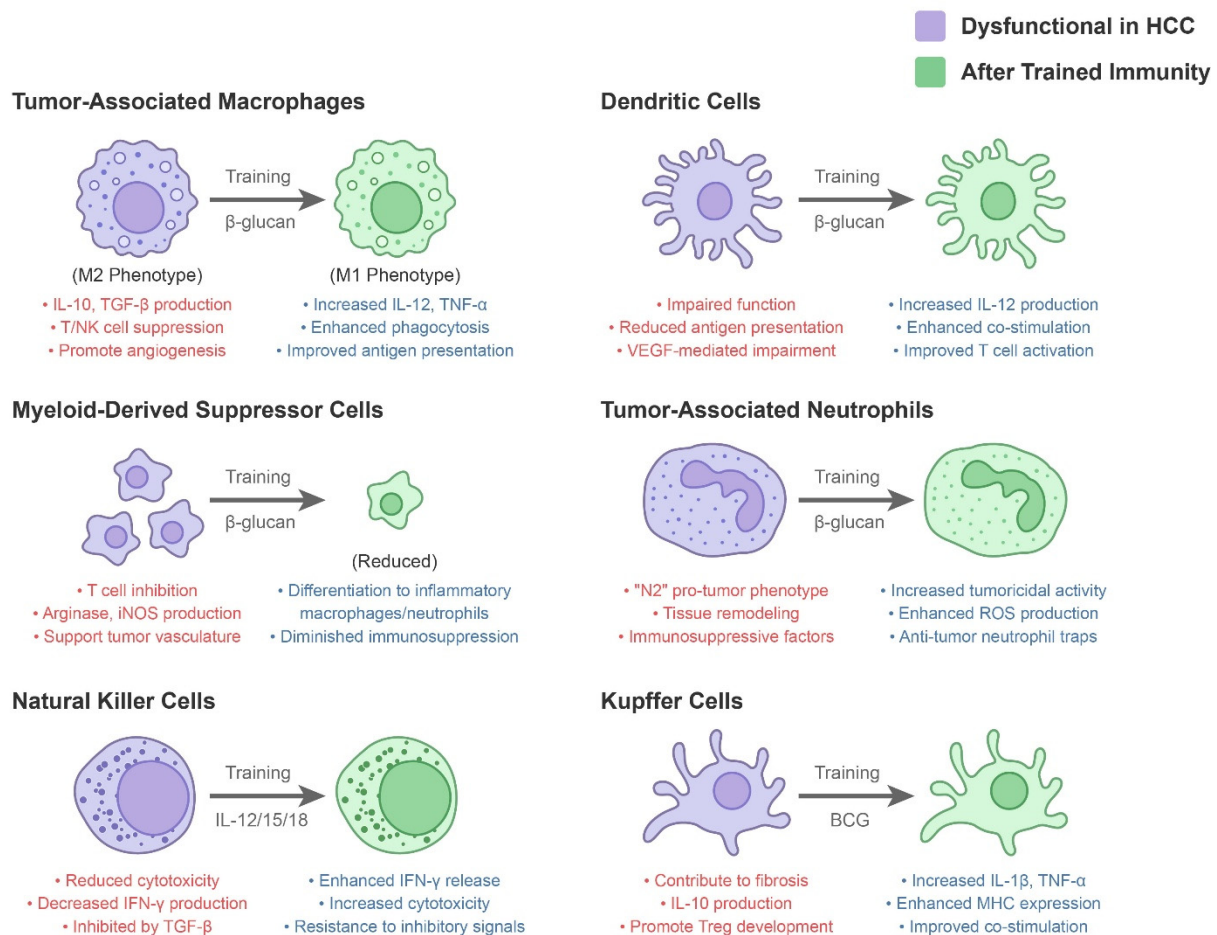 Dysfunctional in HCC
After Trained Immunity
Tumor-Associated Macrophages
Training
β-glucan
(M2 Phenotype)
(M1 Phenotype)
• IL-10, TGF-β production
• T/NK cell suppression
• Promote angiogenesis
• Increased IL-12, TNF-α
• Enhanced phagocytosis
• Improved antigen presentation
Dendritic Cells
Training
β-glucan
• Impaired function
• Reduced antigen presentation
• VEGF-mediated impairment
• Increased IL-12 production
• Enhanced co-stimulation
• Improved T cell activation
Myeloid-Derived Suppressor Cells
Training
β-glucan
(Reduced)
• T cell inhibition
• Arginase, iNOS production
• Support tumor vasculature
• Differentiation to inflammatory
macrophages/neutrophils
• Diminished immunosuppression
Tumor-Associated Neutrophils
Training
β-glucan
• "N2" pro-tumor phenotype
• Tissue remodeling
• Immunosuppressive factors
• Increased tumoricidal activity
• Enhanced ROS production
• Anti-tumor neutrophil traps
Natural Killer Cells
Training
IL-12/15/18
• Reduced cytotoxicity
• Decreased IFN-γ production
• Inhibited by TGF-β
• Enhanced IFN-γ release
• Increased cytotoxicity
• Resistance to inhibitory signals
Kupffer Cells
Training
BCG
• Contribute to fibrosis
• IL-10 production
• Promote Treg development
• Increased IL-1β, TNF-α
• Enhanced MHC expression
• Improved co-stimulation